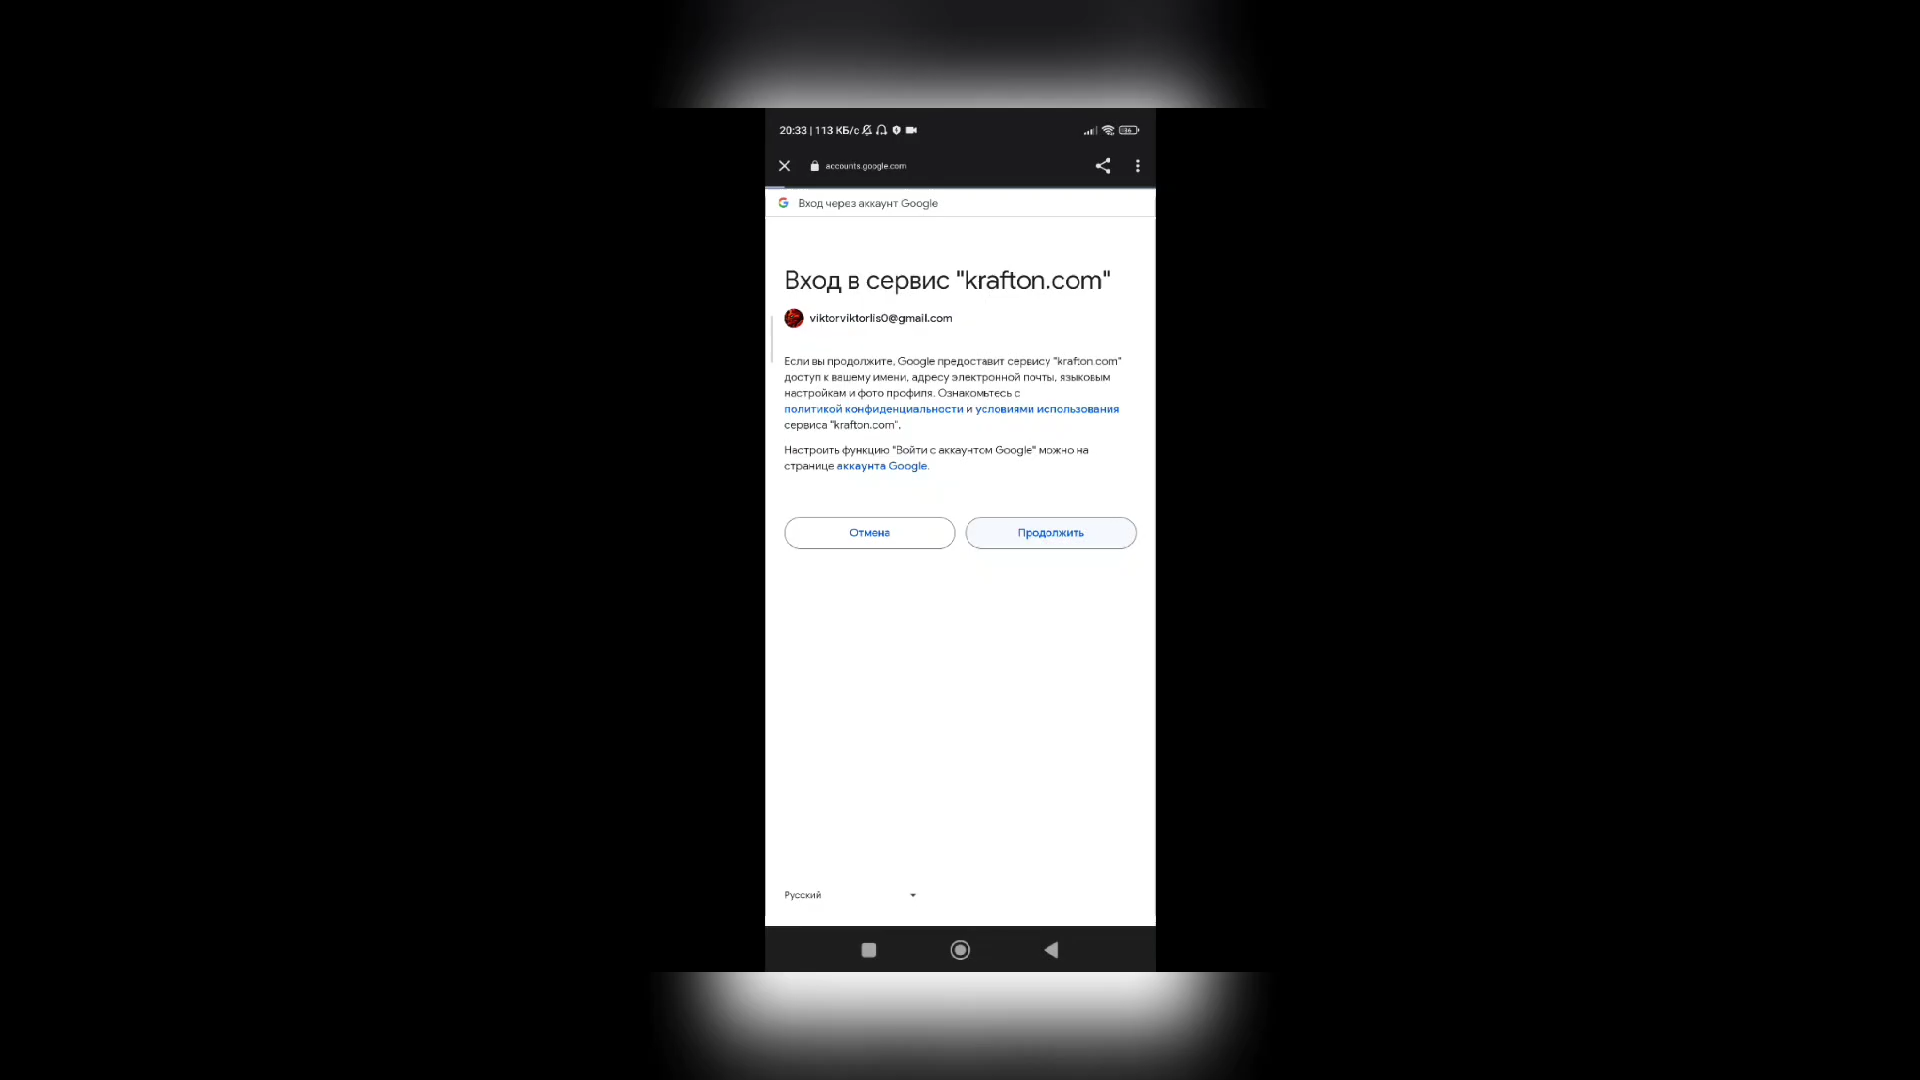 20:33 | 113 КБ/с
accounts.google.com
Вход через аккаунт Google
Вход в сервис "krafton.com"
viktorviktorlis0@gmail.com
Если вы продолжите, Google предоставит сервису "krafton.com"
доступ к вашему имени, адресу электронной почты, языковым
настройкам и фото профиля. Ознакомьтесь с
политикой конфиденциальности и условиями использования
сервиса "krafton.com".
Настроить функцию "Войти с аккаунтом Google" можно на
странице аккаунта Google.
Отмена
Продолжить
Русский